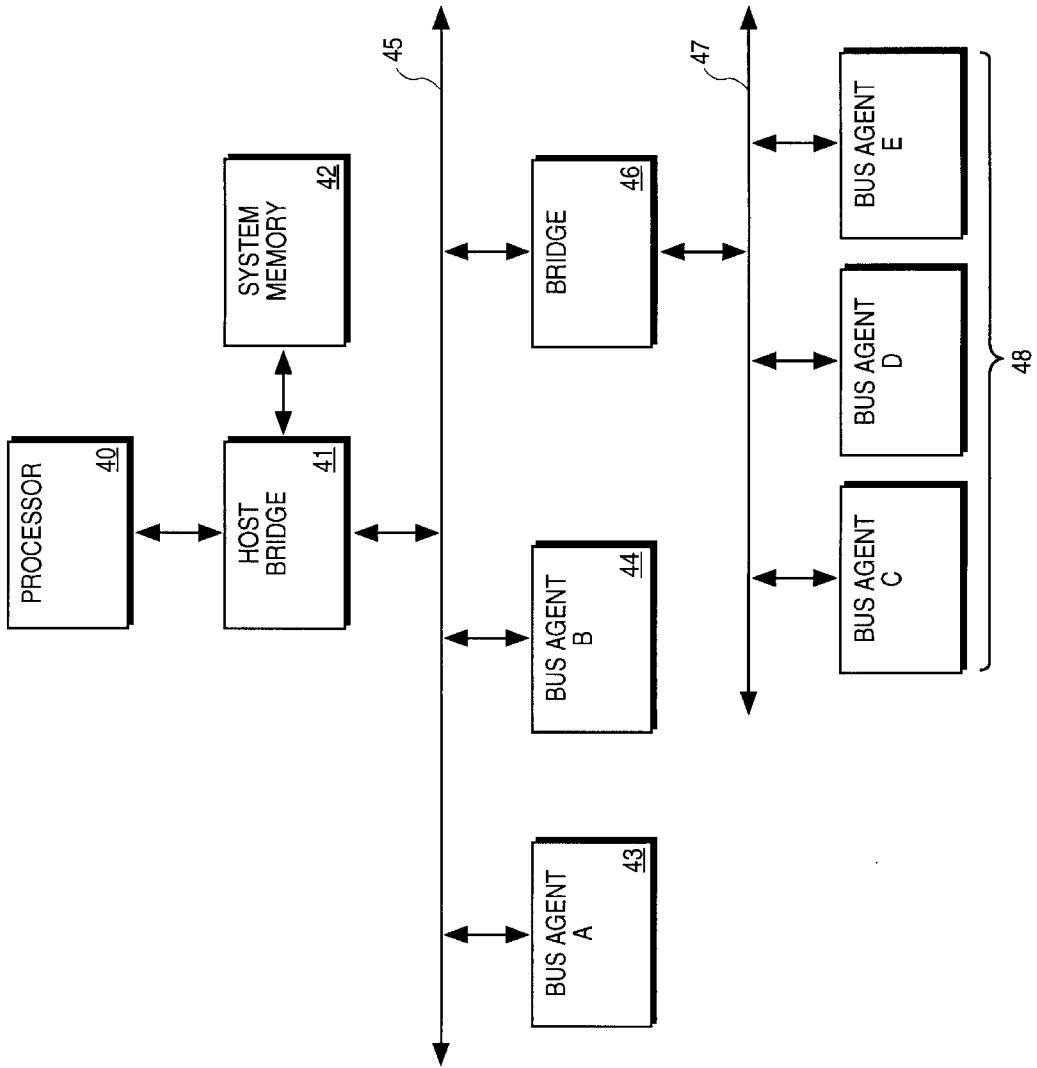 PROCESSOR
40
HOST
BRIDGE
41
SYSTEM
MEMORY
42
45
BUS AGENT
A
43
BUS AGENT
B
44
BRIDGE
46
47
BUS AGENT
C
BUS AGENT
D
BUS AGENT
E
48